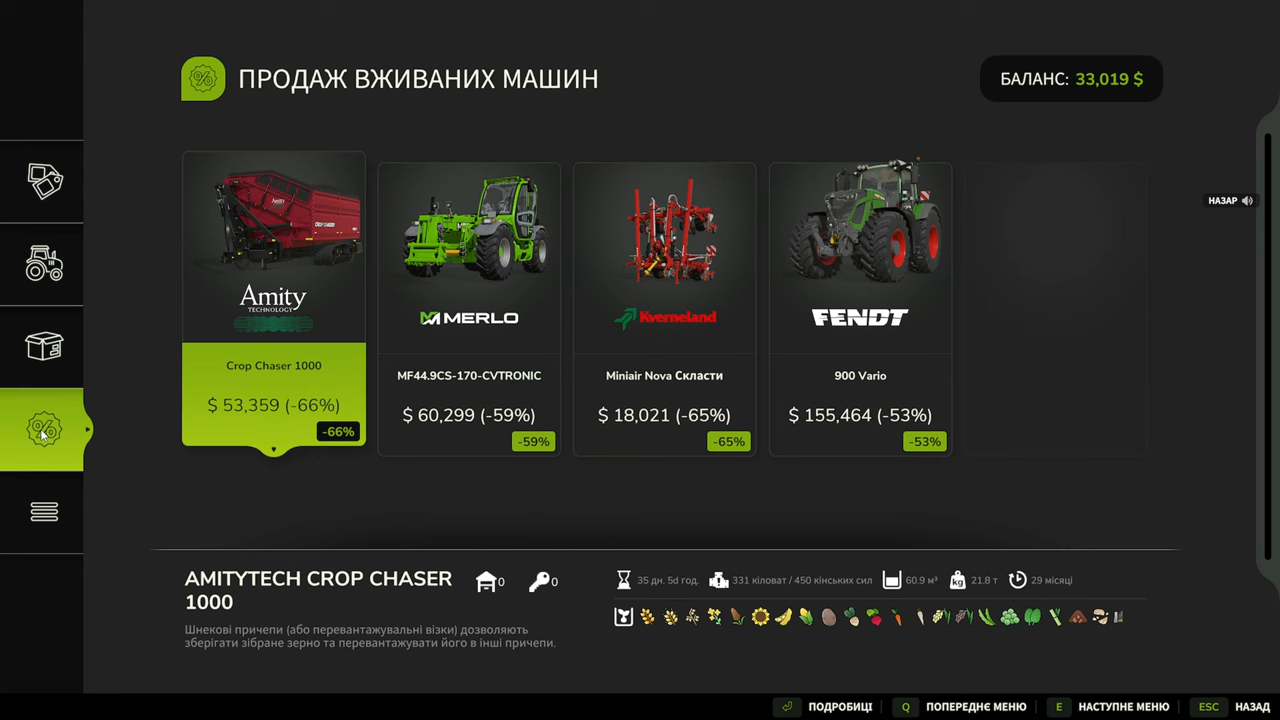 ПРОДАЖ ВЖИВАНИХ МАШИН
БАЛАНС: 33,019 $
НАЗАР
Amity
TECHNOLOGY
Crop Chaser 1000
$ 53,359 (-66%)
-66%
MERLO
MF44.9CS-170-CVTRONIC
$ 60,299 (-59%)
-59%
Kverneland
Miniair Nova Скласти
$ 18,021 (-65%)
-65%
FENDT
900 Vario
$ 155,464 (-53%)
-53%
AMITYTECH CROP CHASER
1000
0
0
35 дн. 5d год.
331 кіловат / 450 кінських сил
60.9 м³
21.8 т
29 місяці
Шнекові причепи (або перевантажувальні візки) дозволяють
зберігати зібране зерно та перевантажувати його в інші причепи.
ПОДРОБИЦІ
Q ПОПЕРЕДНЄ МЕНЮ
E НАСТУПНЕ МЕНЮ
ESC НАЗАД